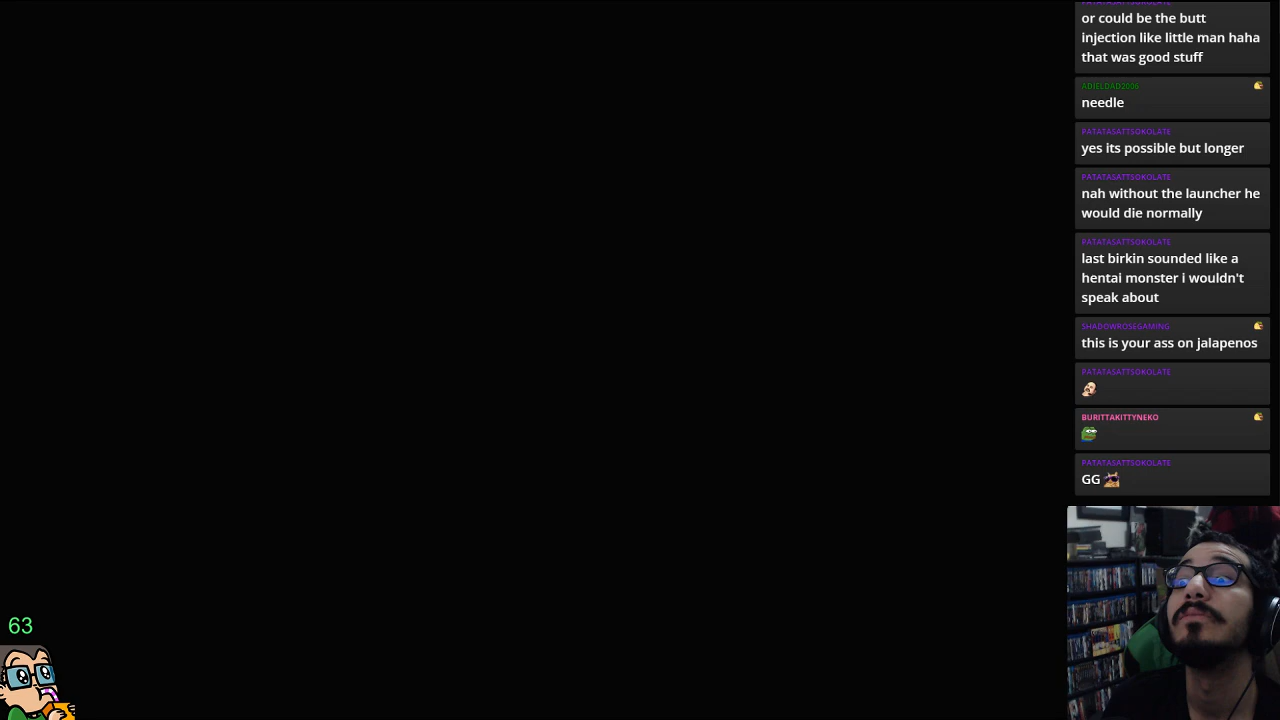 PATATASATTSOKOLATE
or could be the butt
injection like little man haha
that was good stuff
ADIELDAD2006
needle
PATATASATTSOKOLATE
yes its possible but longer
PATATASATTSOKOLATE
nah without the launcher he
would die normally
PATATASATTSOKOLATE
last birkin sounded like a
hentai monster i wouldn't
speak about
SHADOWROSEGAMING
this is your ass on jalapenos
PATATASATTSOKOLATE
BURITTAKITTYNEKO
PATATASATTSOKOLATE
GG
63